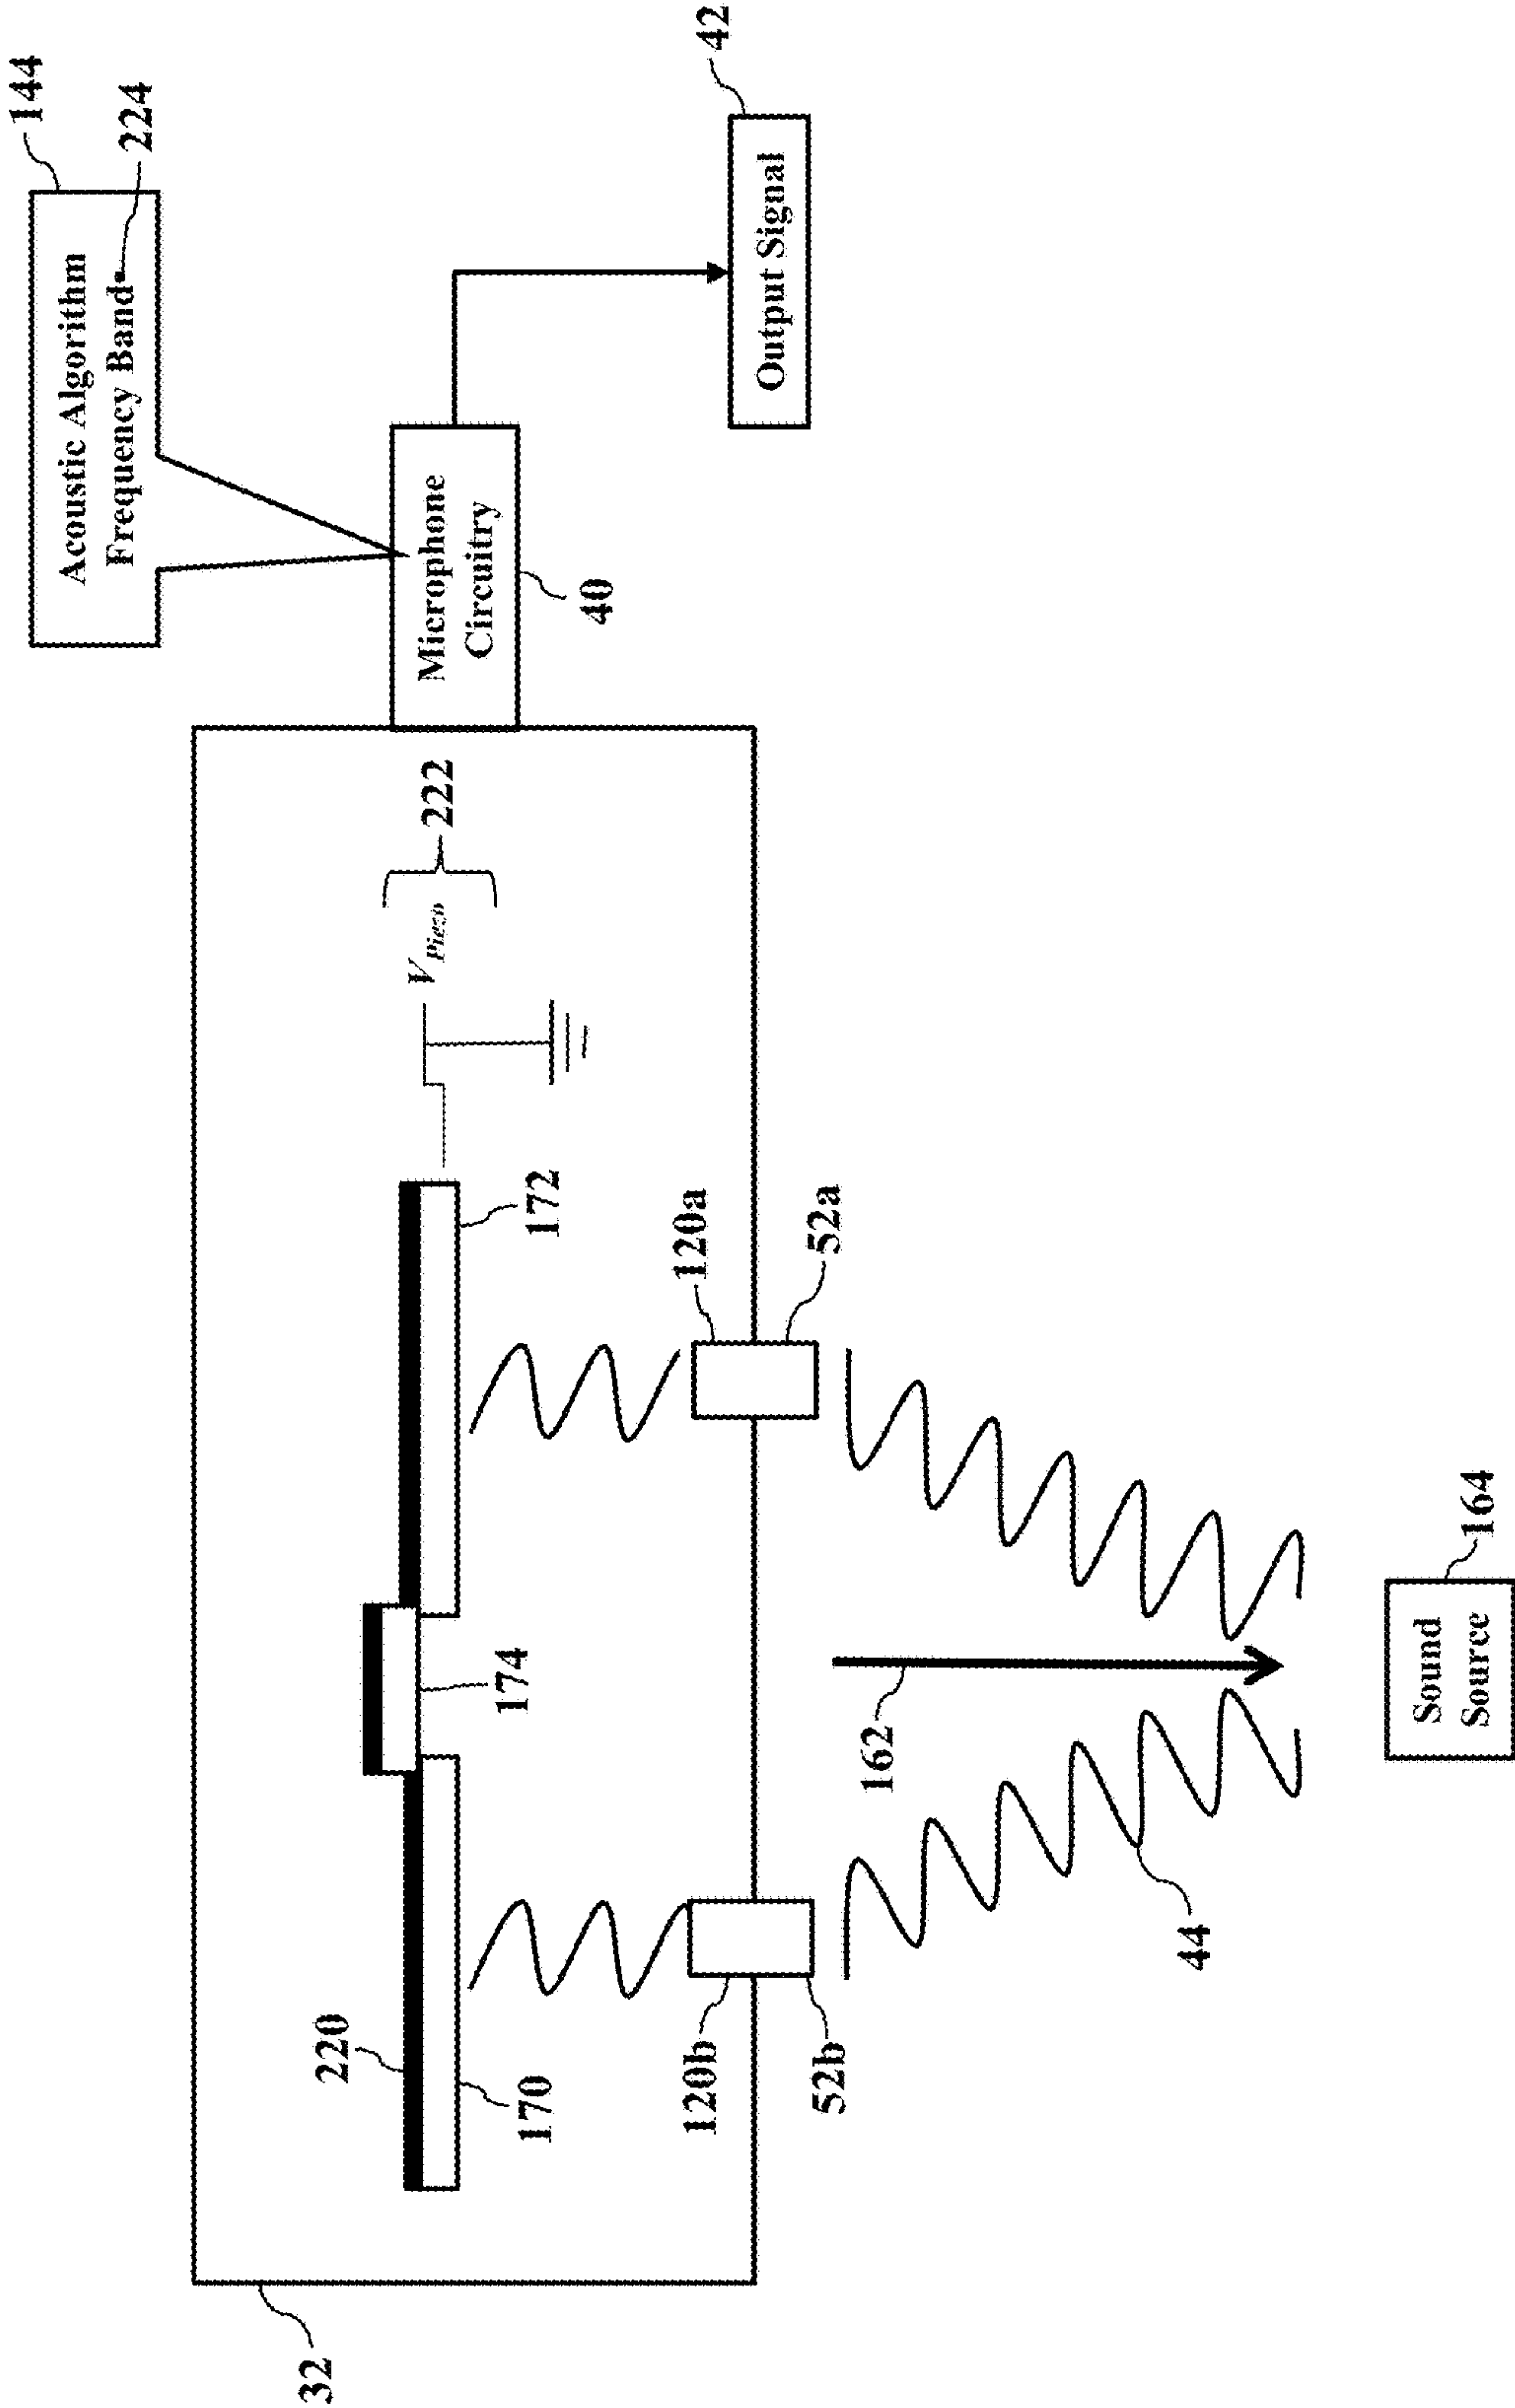 144
Acoustic Algorithm
Frequency Band
224
Microphone
Circuitry
40
42
Output Signal
32
220
170
174
172
V Piezo
222
120b
120a
52b
52a
162
44
Sound
Source
164